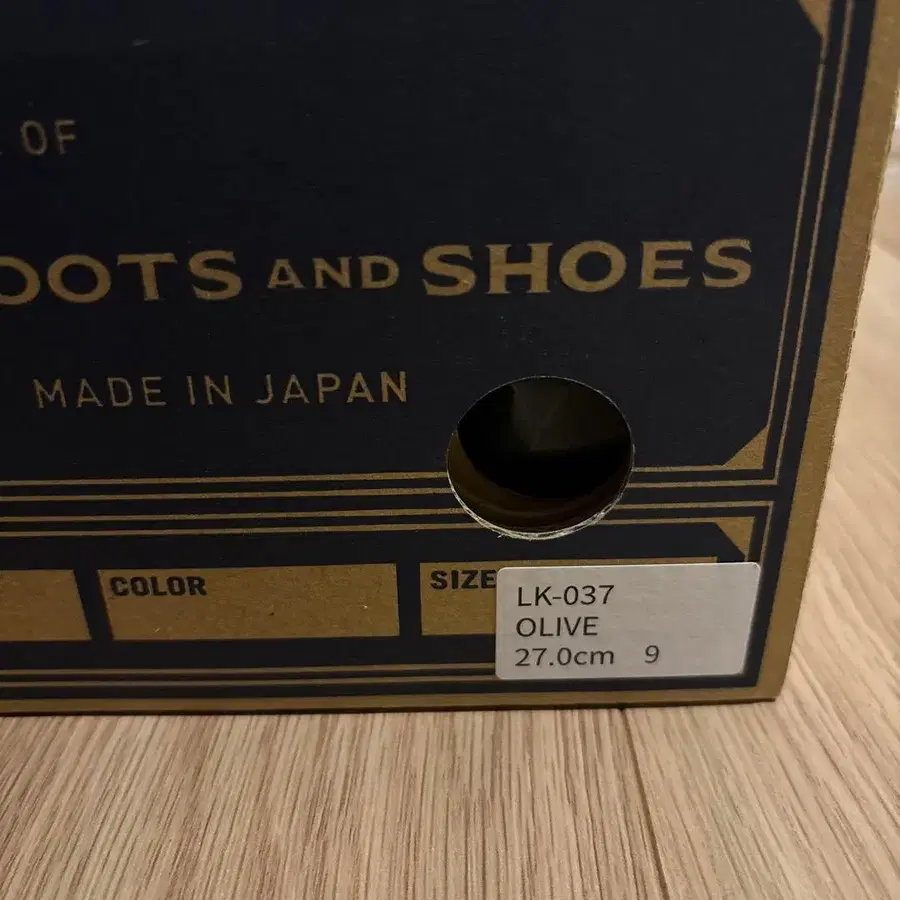 OF
OOTS AND SHOES
MADE IN JAPAN
COLOR
SIZE
LK-037
OLIVE
27.0cm 9